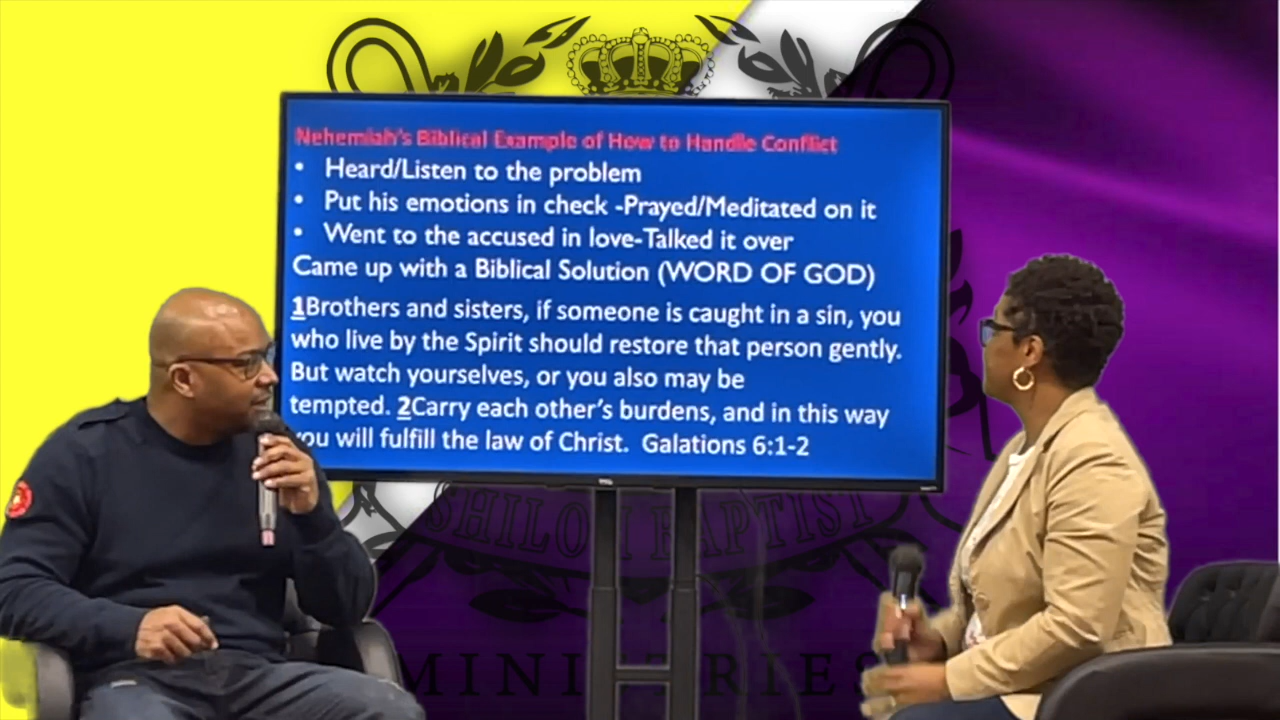 Nehemiah's Biblical Example of How to Handle Conflict
• Heard/Listen to the problem
• Put his emotions in check -Prayed/Meditated on it
• Went to the accused in love-Talked it over
Came up with a Biblical Solution (WORD OF GOD)
1Brothers and sisters, if someone is caught in a sin, you
who live by the Spirit should restore that person gently.
But watch yourselves, or you also may be
tempted. 2Carry each other's burdens, and in this way
you will fulfill the law of Christ. Galations 6:1-2
TCL
SHILOH BAPTIST
MINISTRIES